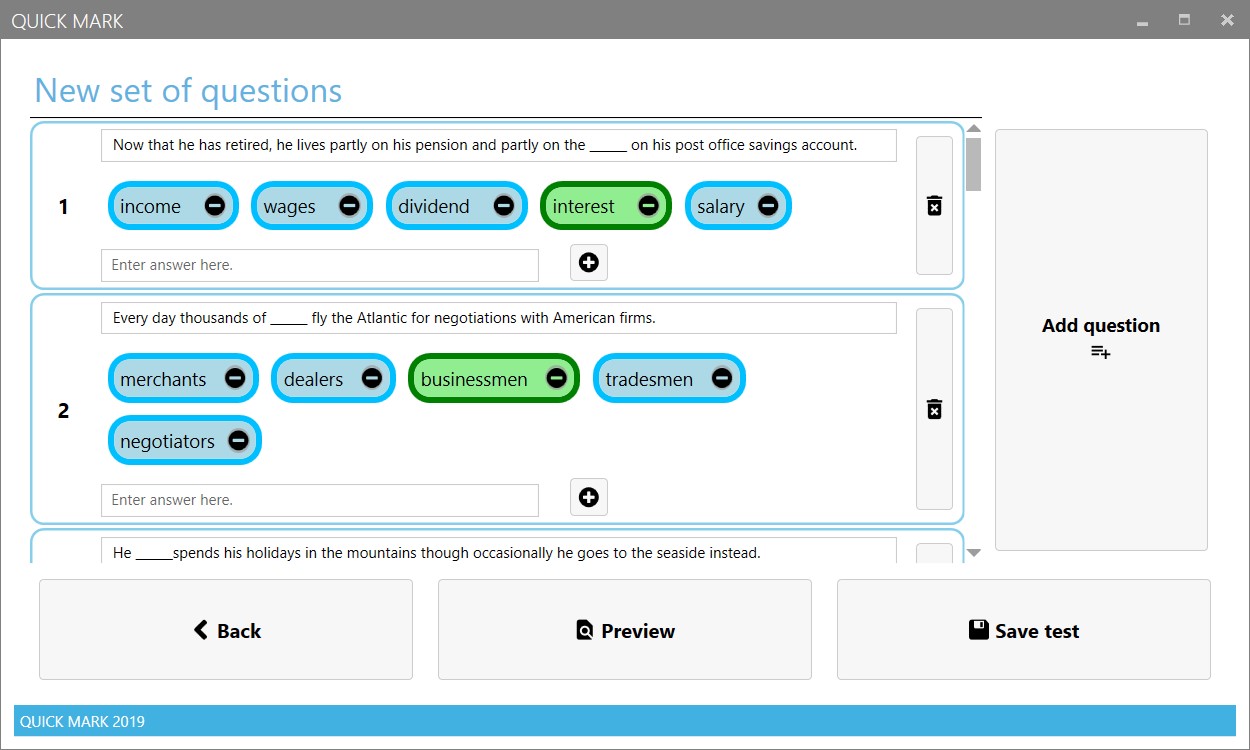 QUICK MARK
New set of questions
Now that he has retired, he lives partly on his pension and partly on the _____ on his post office savings account.
1
income wages dividend interest salary
Enter answer here.
Every day thousands of _____ fly the Atlantic for negotiations with American firms.
merchants dealers businessmen tradesmen
2
negotiators
Enter answer here.
He _____spends his holidays in the mountains though occasionally he goes to the seaside instead.
Add question
Back Preview Save test
QUICK MARK 2019